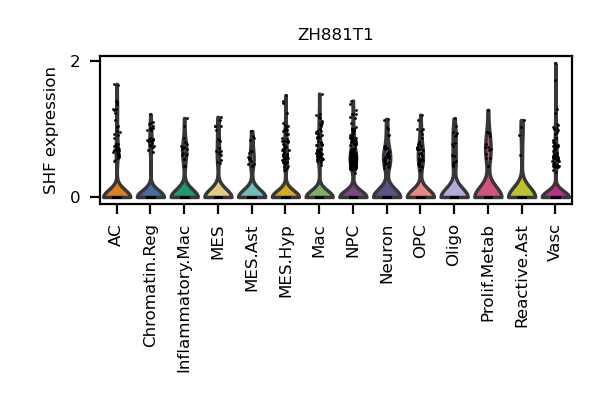 ZH881T1
SHF expression
2
0
AC
Chromatin.Reg
Inflammatory.Mac
MES
MES.Ast
MES.Hyp
Mac
NPC
Neuron
OPC
Oligo
Prolif.Metab
Reactive.Ast
Vasc